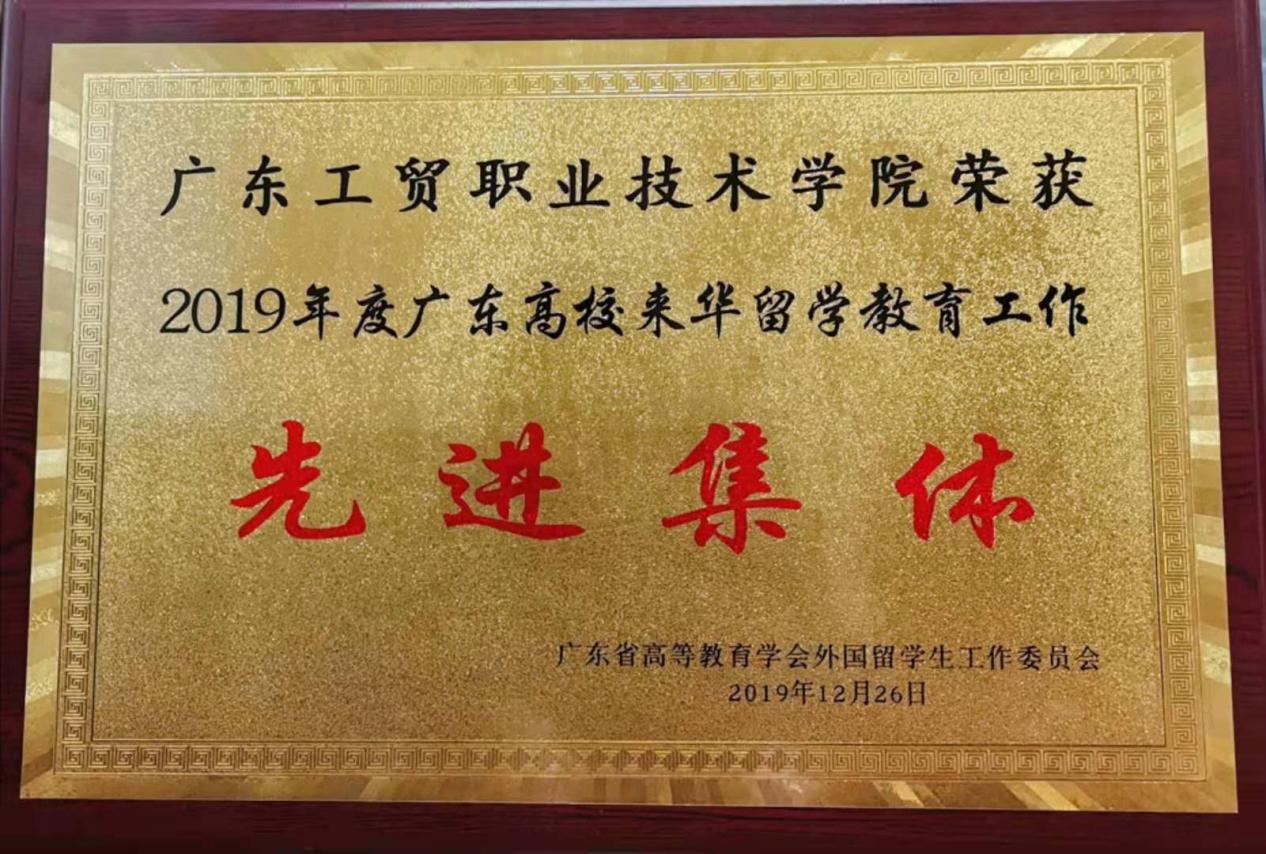 广东工贸职业技术学院荣获
2019年度广东高校来华留学教育工作
先进集体
广东省高等教育学会外国留学生工作委员会
2019年12月26日